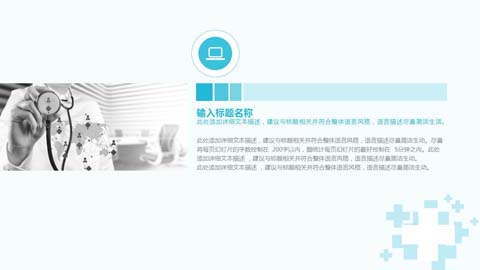 输入标题名称
此处添加详细文本描述，建议与标题相关并符合整体语言风格，语言描述尽量简洁生动。
此处添加详细文本描述，建议与标题相关并符合整体语言风格，语言描述尽量简洁生动。尽量
将每页幻灯片的字数控制在 200字以内，据统计每页幻灯片的最好控制在 5分钟之内。此处
添加详细文本描述，建议与标题相关并符合整体语言风格，语言描述尽量简洁生动。
此处添加详细文本描述，建议与标题相关并符合整体语言风格，语言描述尽量简洁生动。